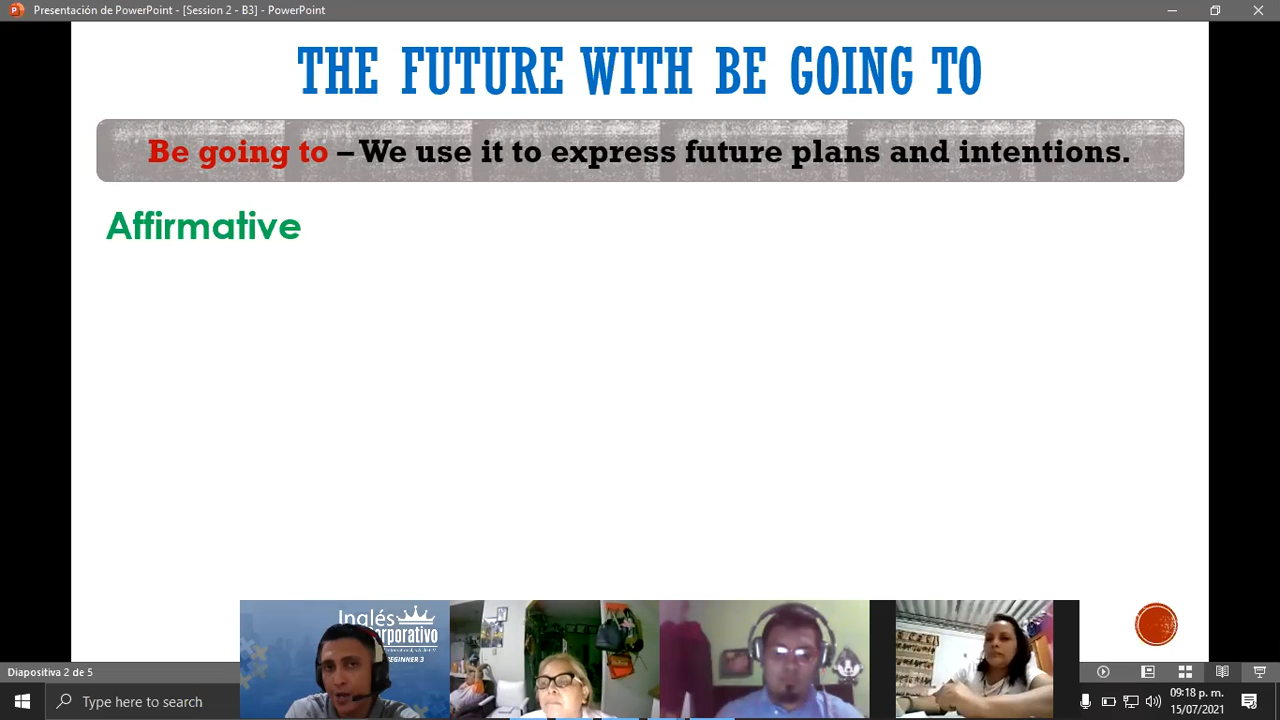 Presentación de PowerPoint - [Session 2 - B3] - PowerPoint
THE FUTURE WITH BE GOING TO
Be going to – We use it to express future plans and intentions.
Affirmative
Inglés
orporativo
BEGINNER 3
Diapositiva 2 de 5
Type here to search
09:18 p. m.
15/07/2021